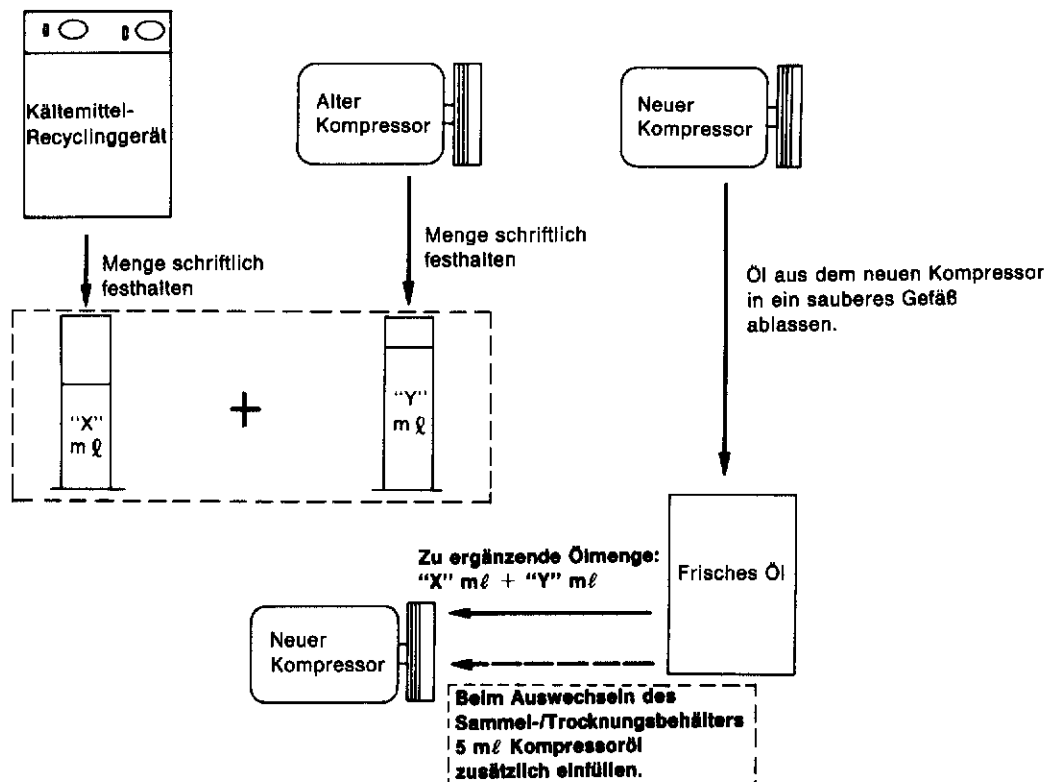 Kältemittel-
Recyclinggerät
Alter
Kompressor
Neuer
Kompressor
Menge schriftlich
festhalten
Menge schriftlich
festhalten
Öl aus dem neuen Kompressor
in ein sauberes Gefäß
ablassen.
“X”
m ℓ
+
“Y”
m ℓ
Zu ergänzende Ölmenge:
“X” mℓ + “Y” mℓ
Frisches Öl
Neuer
Kompressor
Beim Auswechseln des
Sammel-/Trocknungsbehälters
5 mℓ Kompressoröl
zusätzlich einfüllen.